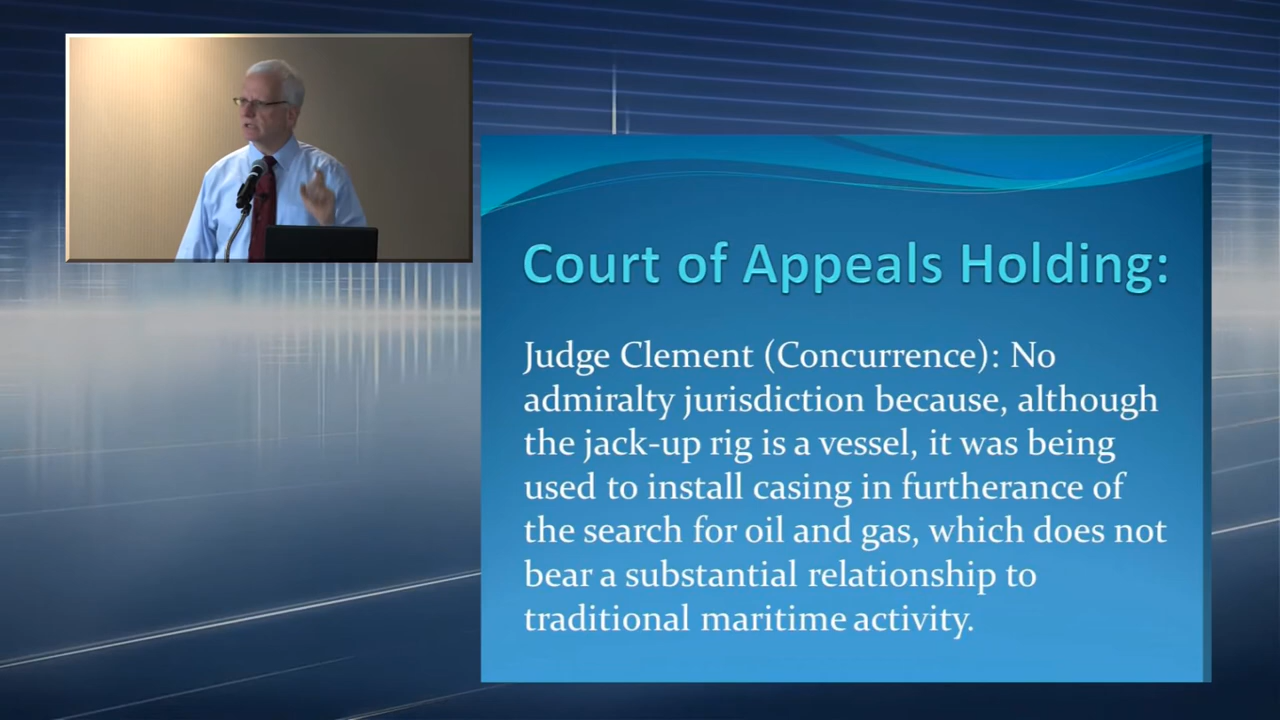 Court of Appeals Holding:
Judge Clement (Concurrence): No
admiralty jurisdiction because, although
the jack-up rig is a vessel, it was being
used to install casing in furtherance of
the search for oil and gas, which does not
bear a substantial relationship to
traditional maritime activity.